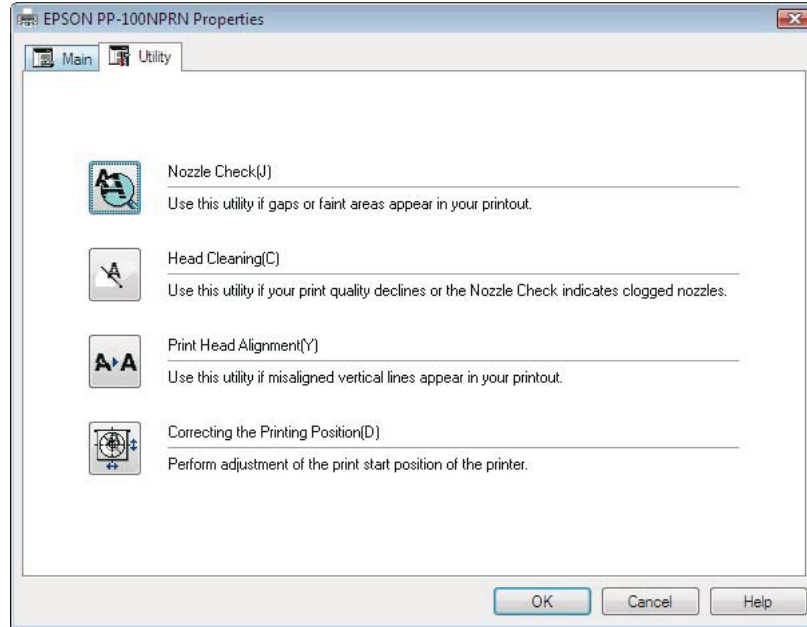 EPSON PP-100NPRN Properties
Main
Utility
Nozzle Check(J)
Use this utility if gaps or faint areas appear in your printout.
Head Cleaning(C)
Use this utility if your print quality declines or the Nozzle Check indicates clogged nozzles.
Print Head Alignment(Y)
Use this utility if misaligned vertical lines appear in your printout.
Correcting the Printing Position(D)
Perform adjustment of the print start position of the printer.
OK
Cancel
Help